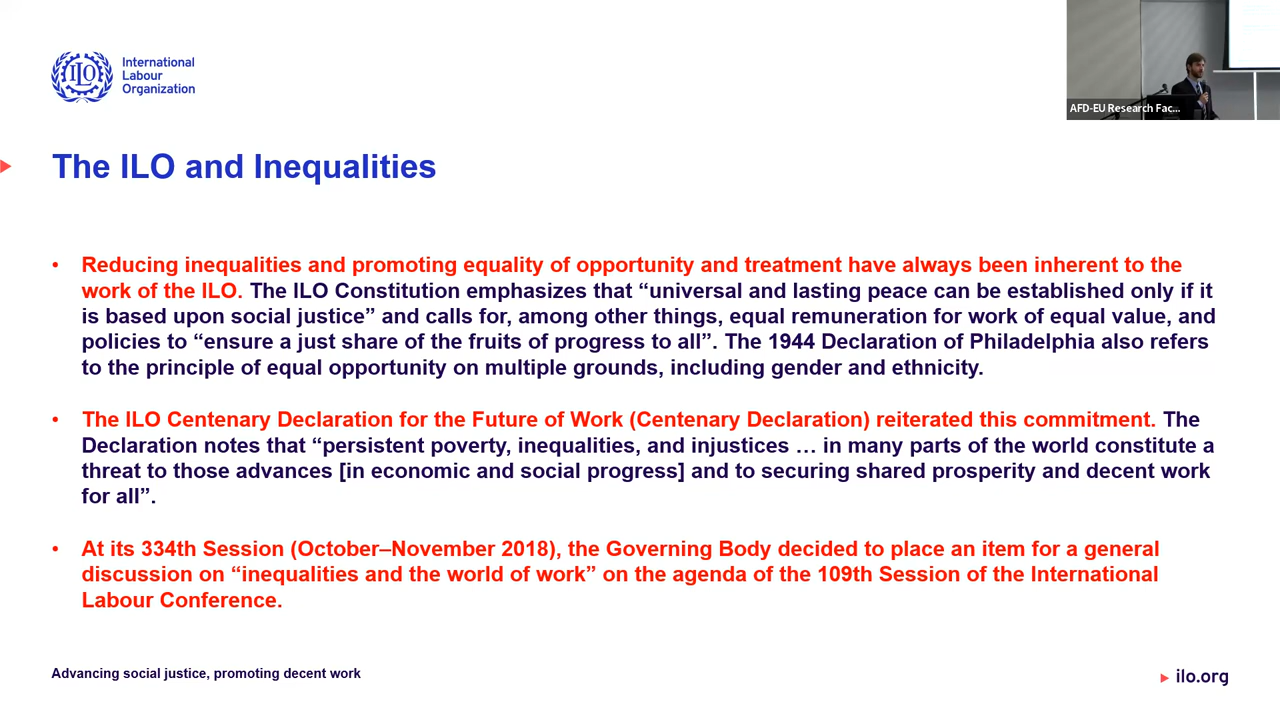 International
Labour
Organization
ILO
AFD-EU Research Fac...
The ILO and Inequalities
• Reducing inequalities and promoting equality of opportunity and treatment have always been inherent to the
work of the ILO. The ILO Constitution emphasizes that “universal and lasting peace can be established only if it
is based upon social justice” and calls for, among other things, equal remuneration for work of equal value, and
policies to “ensure a just share of the fruits of progress to all”. The 1944 Declaration of Philadelphia also refers
to the principle of equal opportunity on multiple grounds, including gender and ethnicity.
• The ILO Centenary Declaration for the Future of Work (Centenary Declaration) reiterated this commitment. The
Declaration notes that “persistent poverty, inequalities, and injustices … in many parts of the world constitute a
threat to those advances [in economic and social progress] and to securing shared prosperity and decent work
for all”.
• At its 334th Session (October–November 2018), the Governing Body decided to place an item for a general
discussion on “inequalities and the world of work” on the agenda of the 109th Session of the International
Labour Conference.
Advancing social justice, promoting decent work
ilo.org